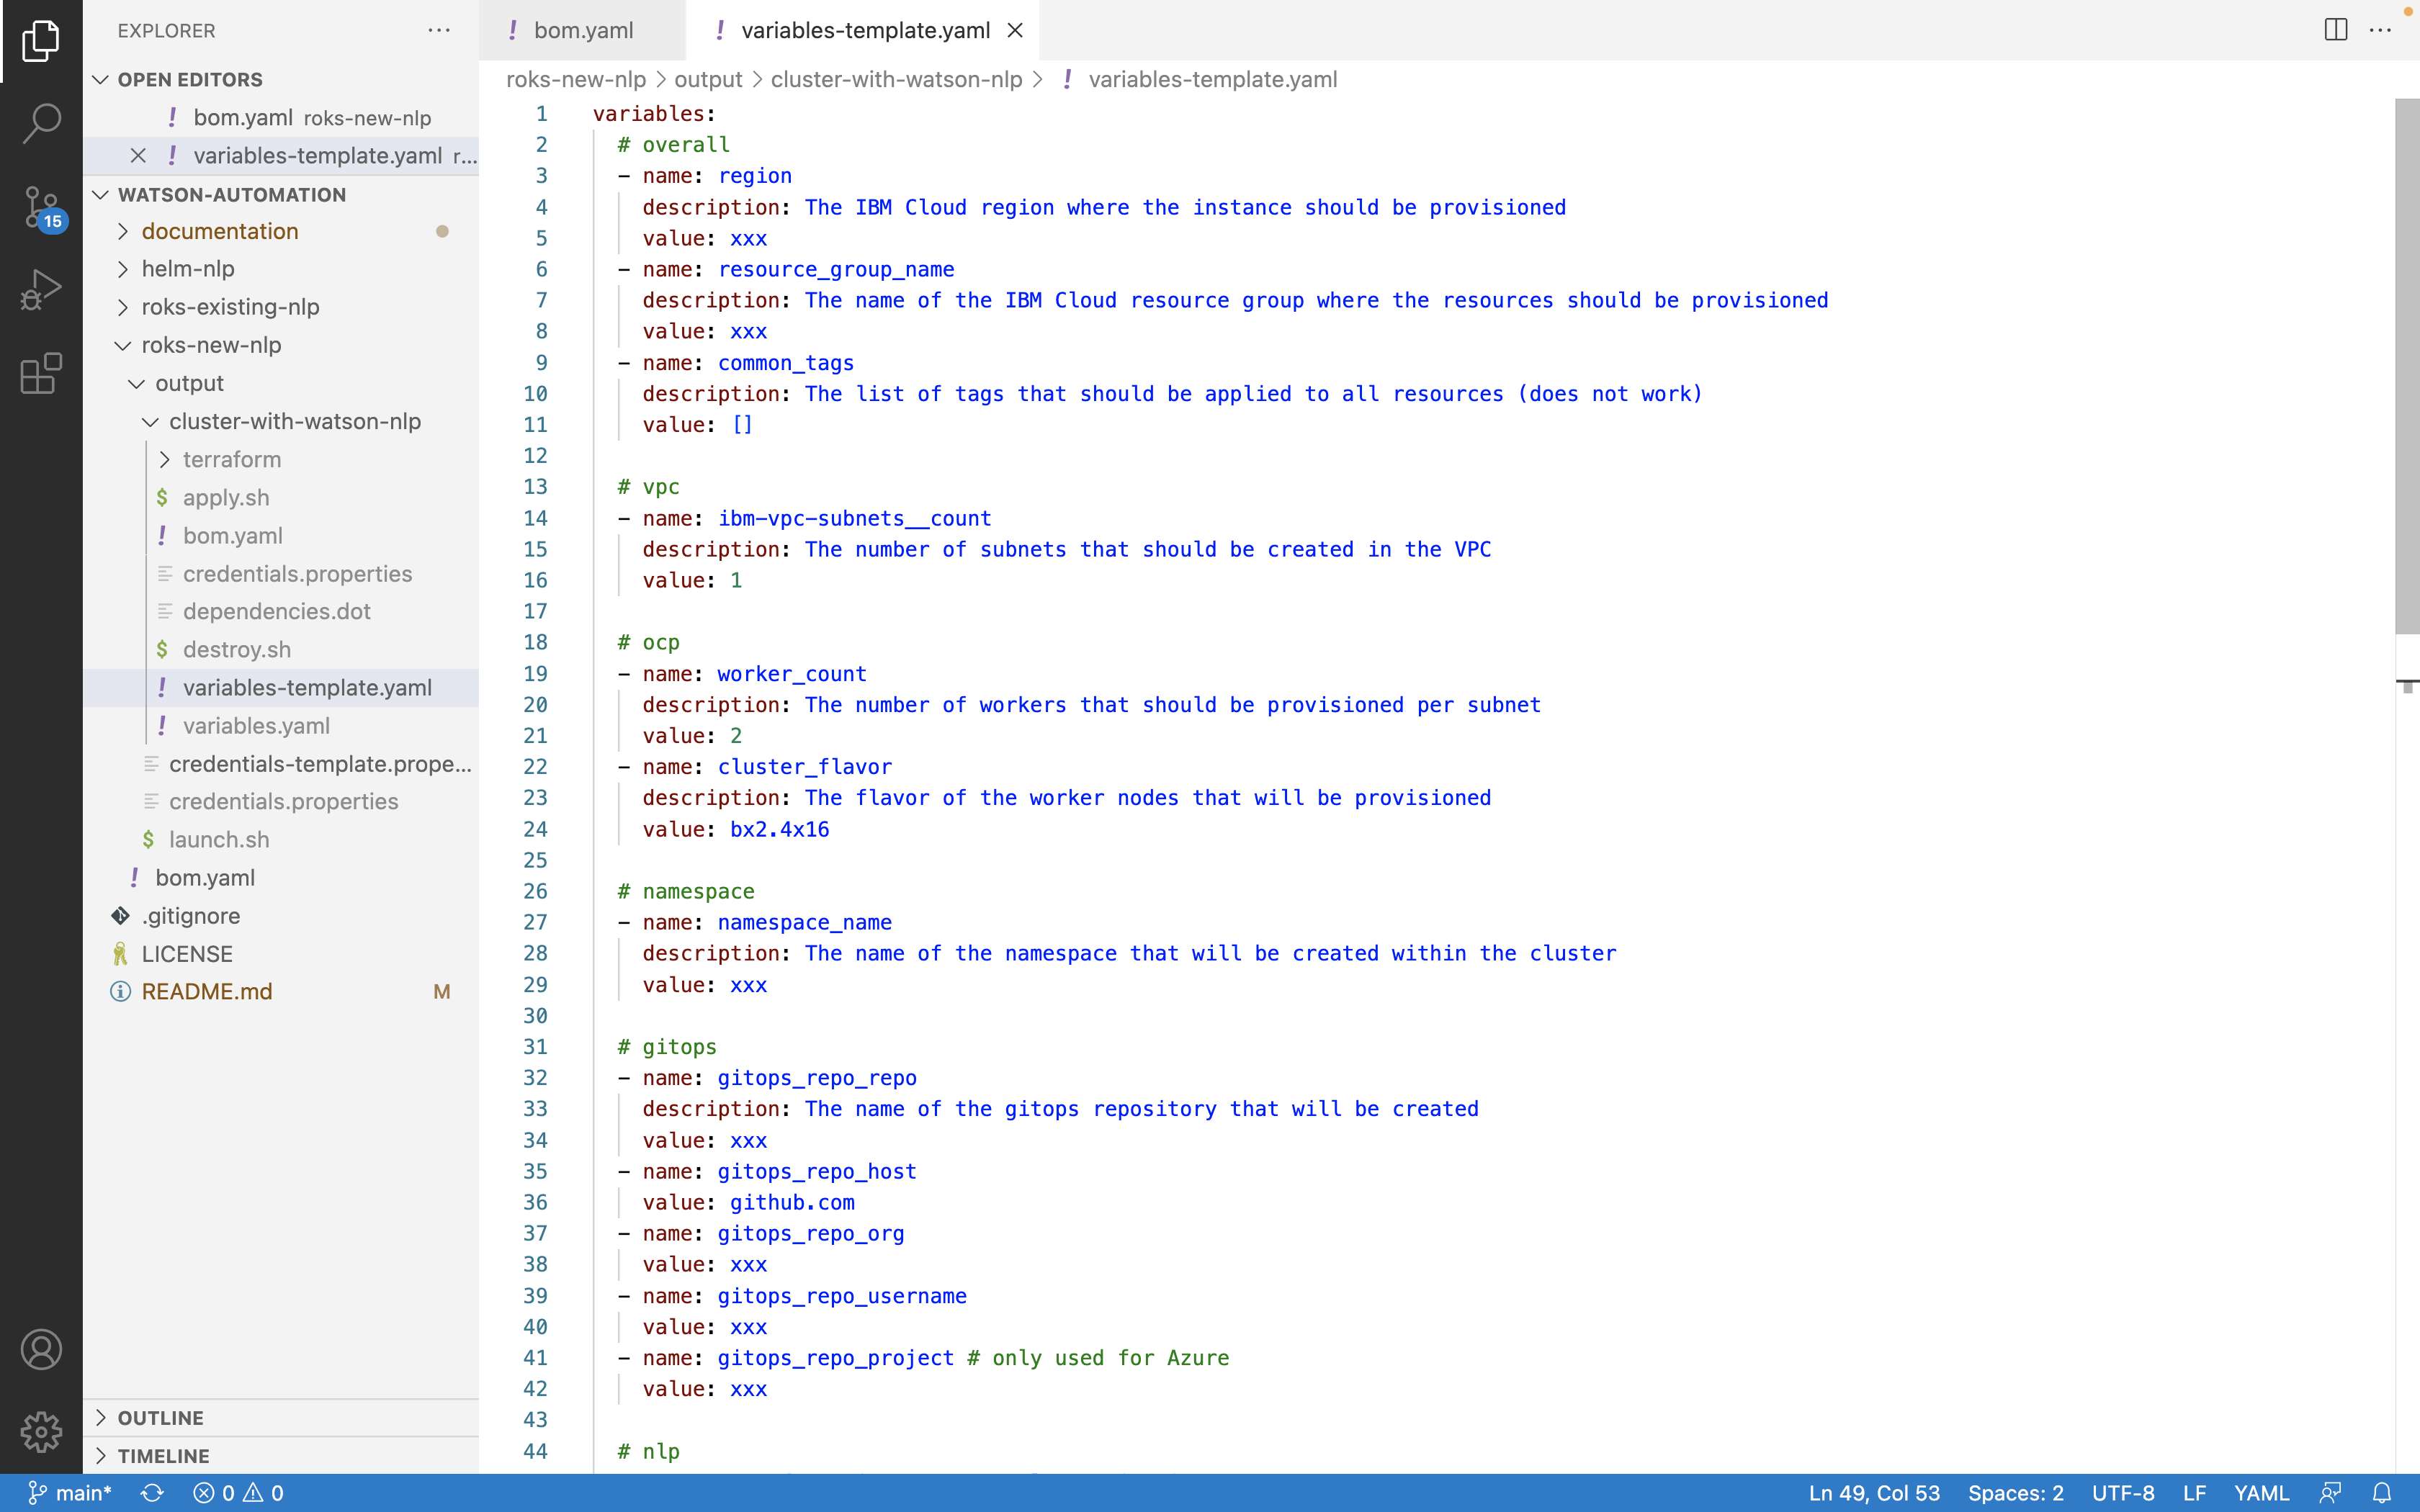 EXPLORER
OPEN EDITORS
! bom.yaml roks-new-nlp
! variables-template.yaml r...
WATSON-AUTOMATION
documentation
helm-nlp
roks-existing-nlp
roks-new-nlp
output
cluster-with-watson-nlp
terraform
$ apply.sh
! bom.yaml
credentials.properties
dependencies.dot
$ destroy.sh
! variables-template.yaml
! variables.yaml
credentials-template.prope...
credentials.properties
$ launch.sh
! bom.yaml
.gitignore
LICENSE
README.md M
OUTLINE
TIMELINE
15
! bom.yaml
! variables-template.yaml
roks-new-nlp > output > cluster-with-watson-nlp > ! variables-template.yaml
1 variables:
2 # overall
3 - name: region
4 description: The IBM Cloud region where the instance should be provisioned
5 value: xxx
6 - name: resource_group_name
7 description: The name of the IBM Cloud resource group where the resources should be provisioned
8 value: xxx
9 - name: common_tags
10 description: The list of tags that should be applied to all resources (does not work)
11 value: []
12
13 # vpc
14 - name: ibm-vpc-subnets__count
15 description: The number of subnets that should be created in the VPC
16 value: 1
17
18 # ocp
19 - name: worker_count
20 description: The number of workers that should be provisioned per subnet
21 value: 2
22 - name: cluster_flavor
23 description: The flavor of the worker nodes that will be provisioned
24 value: bx2.4x16
25
26 # namespace
27 - name: namespace_name
28 description: The name of the namespace that will be created within the cluster
29 value: xxx
30
31 # gitops
32 - name: gitops_repo_repo
33 description: The name of the gitops repository that will be created
34 value: xxx
35 - name: gitops_repo_host
36 value: github.com
37 - name: gitops_repo_org
38 value: xxx
39 - name: gitops_repo_username
40 value: xxx
41 - name: gitops_repo_project # only used for Azure
42 value: xxx
43
44 # nlp
main* 0 0
Ln 49, Col 53 Spaces: 2 UTF-8 LF YAML